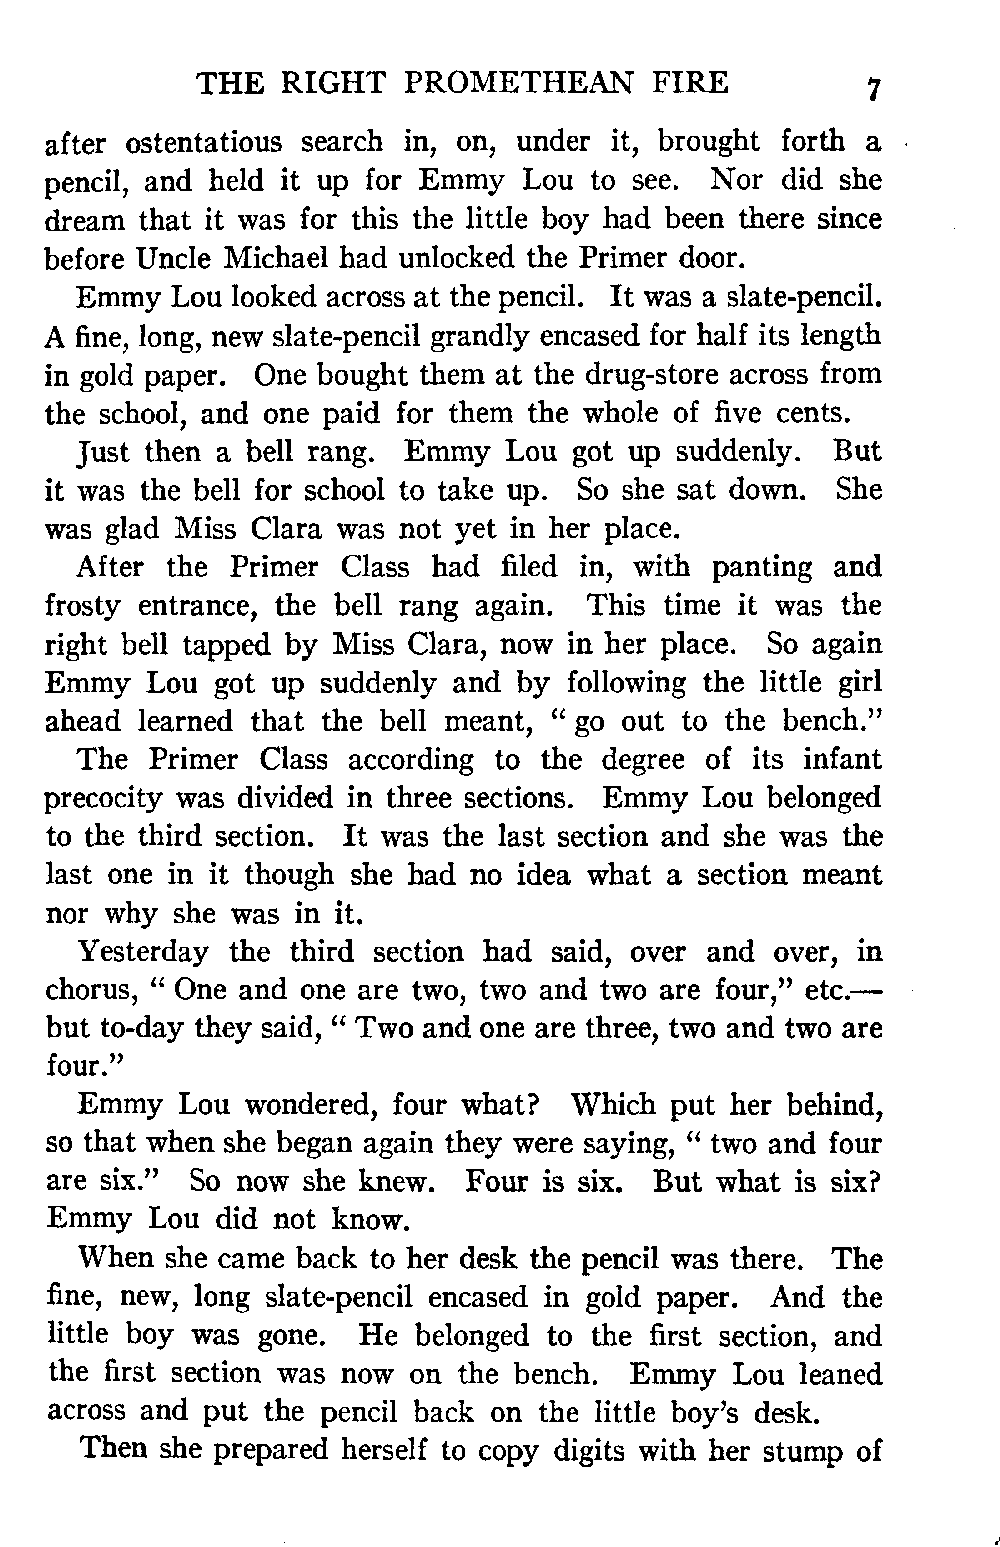 THE RIGHT PROMETHEAN FIRE 7
after ostentatious search in, on, under it, brought forth a
pencil, and held it up for Emmy Lou to see. Nor did she
dream that it was for this the little boy had been there since
before Uncle Michael had unlocked the Primer door.
Emmy Lou looked across at the pencil. It was a slate-pencil.
A fine, long, new slate-pencil grandly encased for half its length
in gold paper. One bought them at the drug-store across from
the school, and one paid for them the whole of five cents.
Just then a bell rang. Emmy Lou got up suddenly. But
it was the bell for school to take up. So she sat down. She
was glad Miss Clara was not yet in her place.
After the Primer Class had filed in, with panting and
frosty entrance, the bell rang again. This time it was the
right bell tapped by Miss Clara, now in her place. So again
Emmy Lou got up suddenly and by following the little girl
ahead learned that the bell meant, “ go out to the bench.”
The Primer Class according to the degree of its infant
precocity was divided in three sections. Emmy Lou belonged
to the third section. It was the last section and she was the
last one in it though she had no idea what a section meant
nor why she was in it.
Yesterday the third section had said, over and over, in
chorus, “ One and one are two, two and two are four,” etc.—
but to-day they said, “ Two and one are three, two and two are
four.”
Emmy Lou wondered, four what? Which put her behind,
so that when she began again they were saying, “ two and four
are six.” So now she knew. Four is six. But what is six?
Emmy Lou did not know.
When she came back to her desk the pencil was there. The
fine, new, long slate-pencil encased in gold paper. And the
little boy was gone. He belonged to the first section, and
the first section was now on the bench. Emmy Lou leaned
across and put the pencil back on the little boy’s desk.
Then she prepared herself to copy digits with her stump of